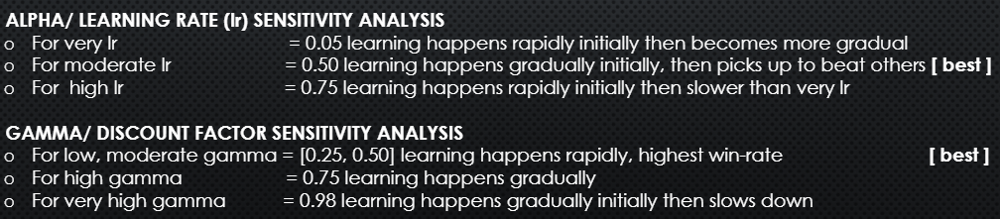 ALPHA/ LEARNING RATE (lr) SENSITIVITY ANALYSIS
o For very lr = 0.05 learning happens rapidly initially then becomes more gradual
o For moderate lr = 0.50 learning happens gradually initially, then picks up to beat others [ best ]
o For high lr = 0.75 learning happens rapidly initially then slower than very lr
GAMMA/ DISCOUNT FACTOR SENSITIVITY ANALYSIS
o For low, moderate gamma = [0.25, 0.50] learning happens rapidly, highest win-rate [ best ]
o For high gamma = 0.75 learning happens gradually
o For very high gamma = 0.98 learning happens gradually initially then slows down